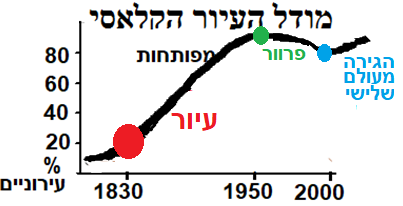 מודל העיור הקלאסי
80
60
40
20
%
עירוניים
מפותחות
עיור
פרוור
הגירה
מעולם
שלישי
1830
1950
2000